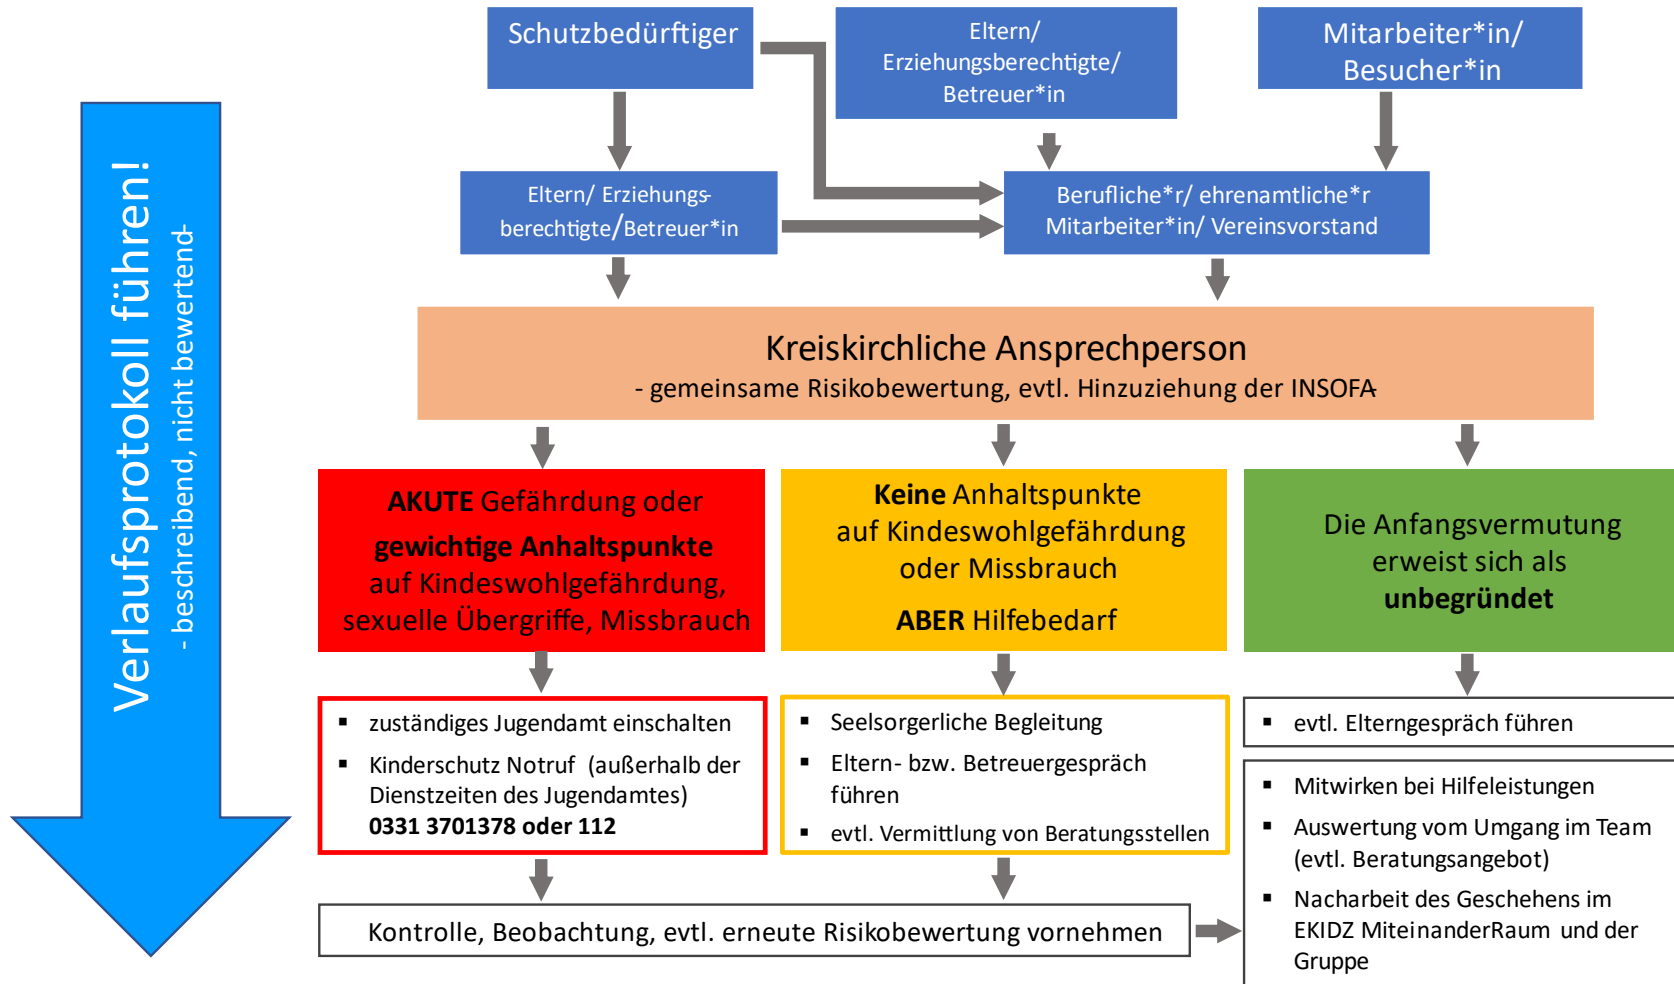 Verlaufsprotokoll führen!
- beschreibend, nicht bewertend-
Schutzbedürftiger
Eltern/
Erziehungsberechtigte/
Betreuer*in
Mitarbeiter*in/
Besucher*in
Eltern/ Erziehungs-
berechtigte/Betreuer*in
Berufliche*r/ ehrenamtliche*r
Mitarbeiter*in/ Vereinsvorstand
Kreiskirchliche Ansprechperson
- gemeinsame Risikobewertung, evtl. Hinzuziehung der INSOFA-
AKUTE Gefährdung oder
gewichtige Anhaltspunkte
auf Kindeswohlgefährdung,
sexuelle Übergriffe, Missbrauch
Keine Anhaltspunkte
auf Kindeswohlgefährdung
oder Missbrauch
ABER Hilfebedarf
Die Anfangsvermutung
erweist sich als
unbegründet
▪ zuständiges Jugendamt einschalten
▪ Kinderschutz Notruf (außerhalb der
Dienstzeiten des Jugendamtes)
0331 3701378 oder 112
▪ Seelsorgerliche Begleitung
▪ Eltern- bzw. Betreuergespräch
führen
▪ evtl. Vermittlung von Beratungsstellen
▪ evtl. Elterngespräch führen
▪ Mitwirken bei Hilfeleistungen
▪ Auswertung vom Umgang im Team
(evtl. Beratungsangebot)
▪ Nacharbeit des Geschehens im
EKIDZ MiteinanderRaum und der
Gruppe
Kontrolle, Beobachtung, evtl. erneute Risikobewertung vornehmen